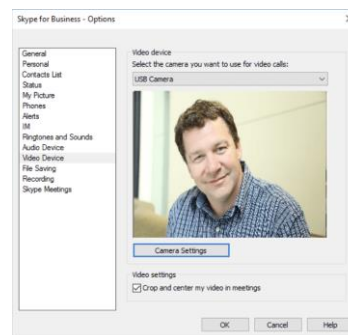 Skype for Business - Options
General
Personal
Contacts List
Status
My Picture
Phones
Alerts
IM
Ringtones and Sounds
Audio Device
Video Device
File Saving
Recording
Skype Meetings
Video device
Select the camera you want to use for video calls:
USB Camera
Camera Settings
Video settings
Crop and center my video in meetings
OK
Cancel
Help